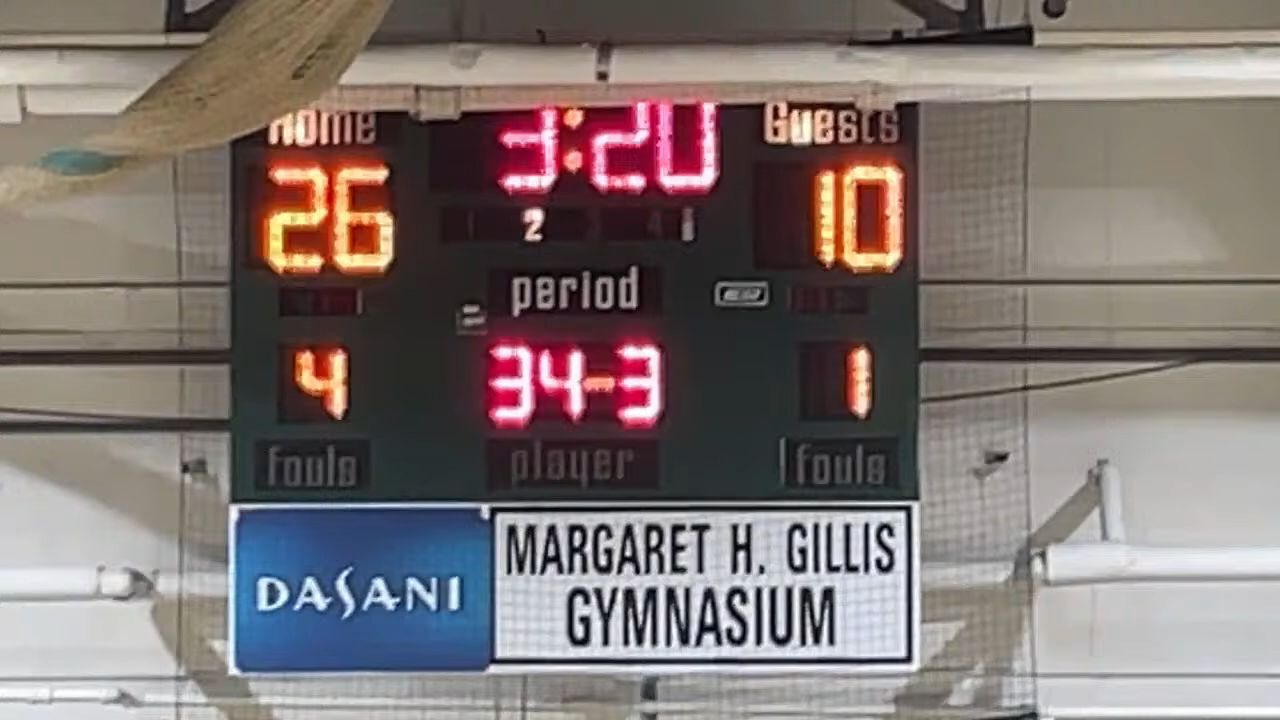 Home 3:20 Guests
26 2 10
period
4 34-3 1
fouls player fouls
DASANI
MARGARET H. GILLIS
GYMNASIUM